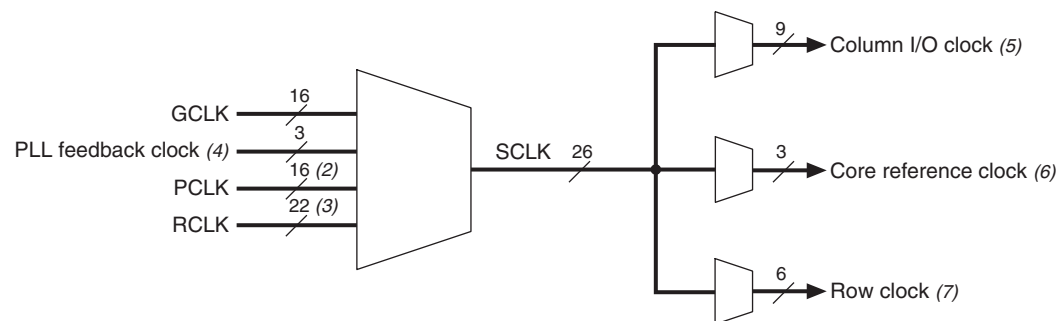 9
Column I/O clock (5)
GCLK 16
PLL feedback clock (4) 3
PCLK 16 (2)
RCLK 22 (3)
SCLK 26
3
Core reference clock (6)
6
Row clock (7)